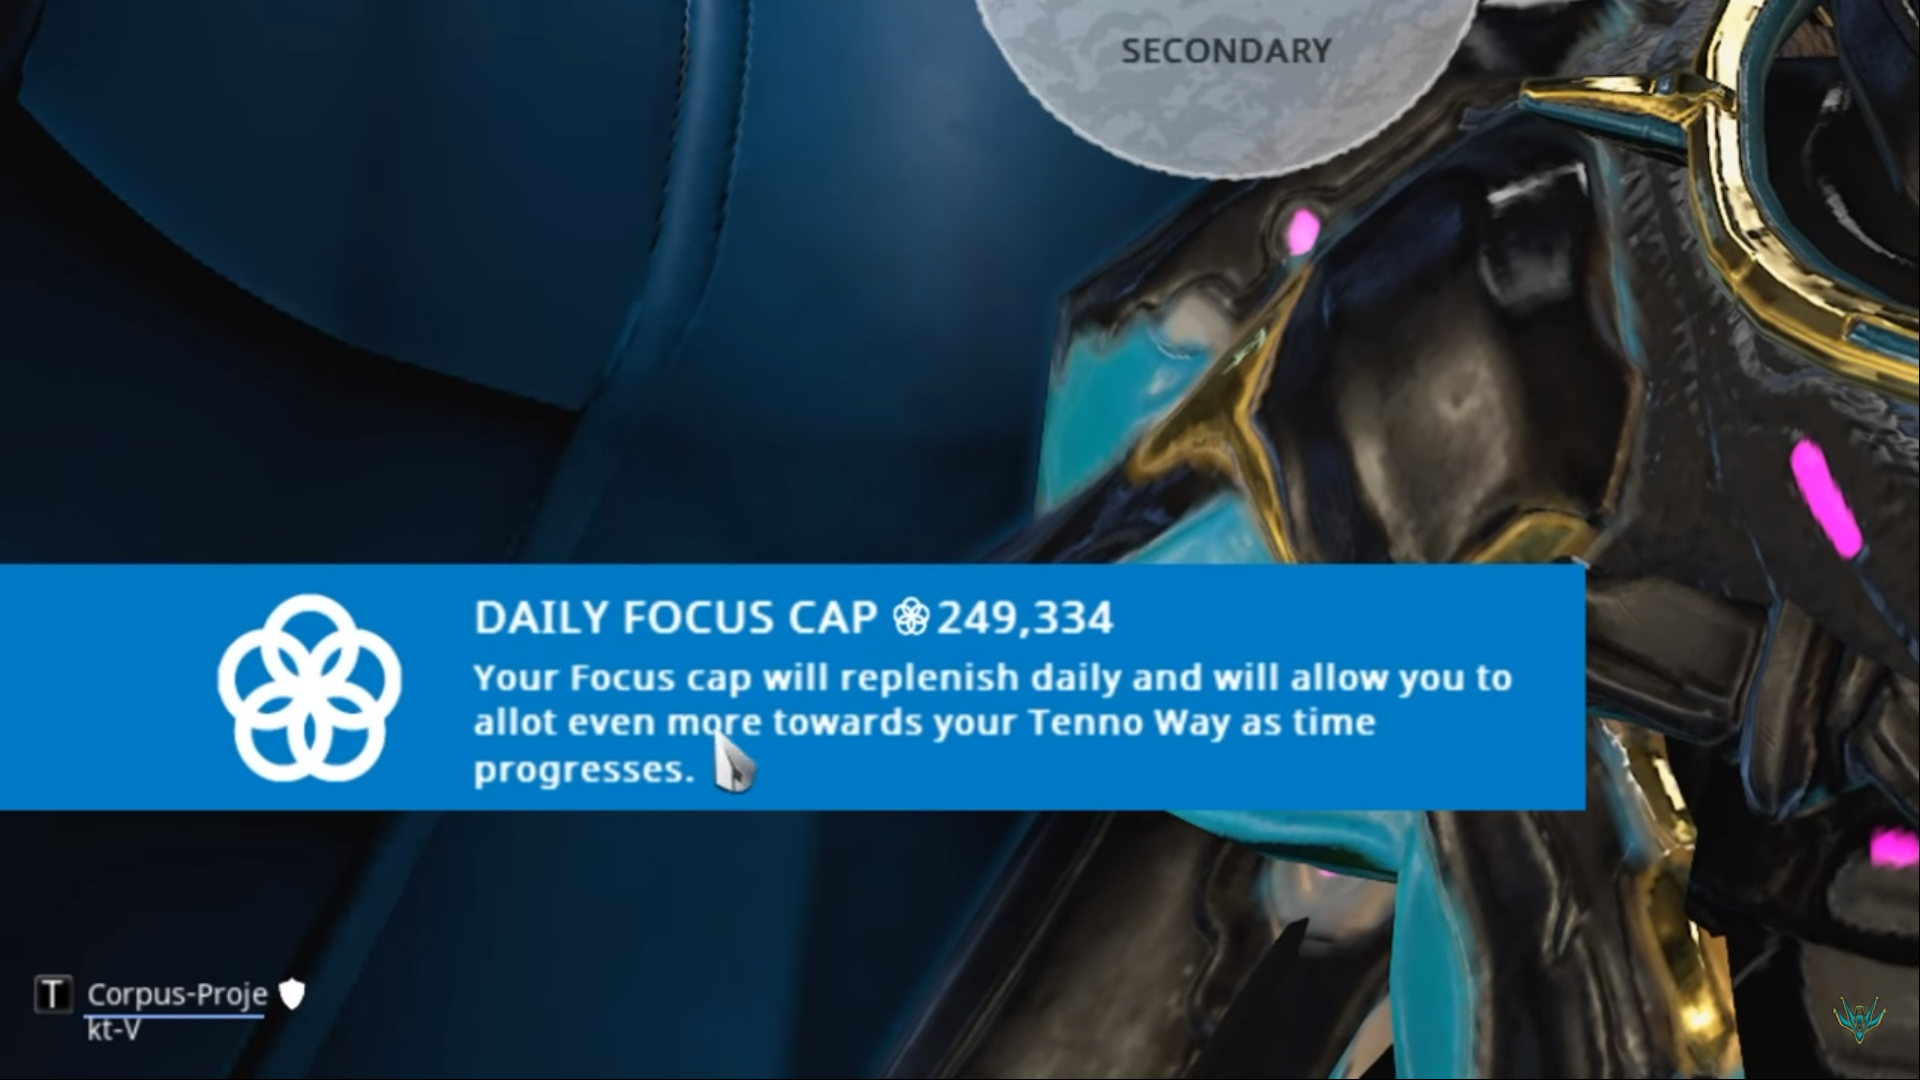 SECONDARY
DAILY FOCUS CAP 249,334
Your Focus cap will replenish daily and will allow you to
allot even more towards your Tenno Way as time
progresses.
T Corpus-Proje
kt-V